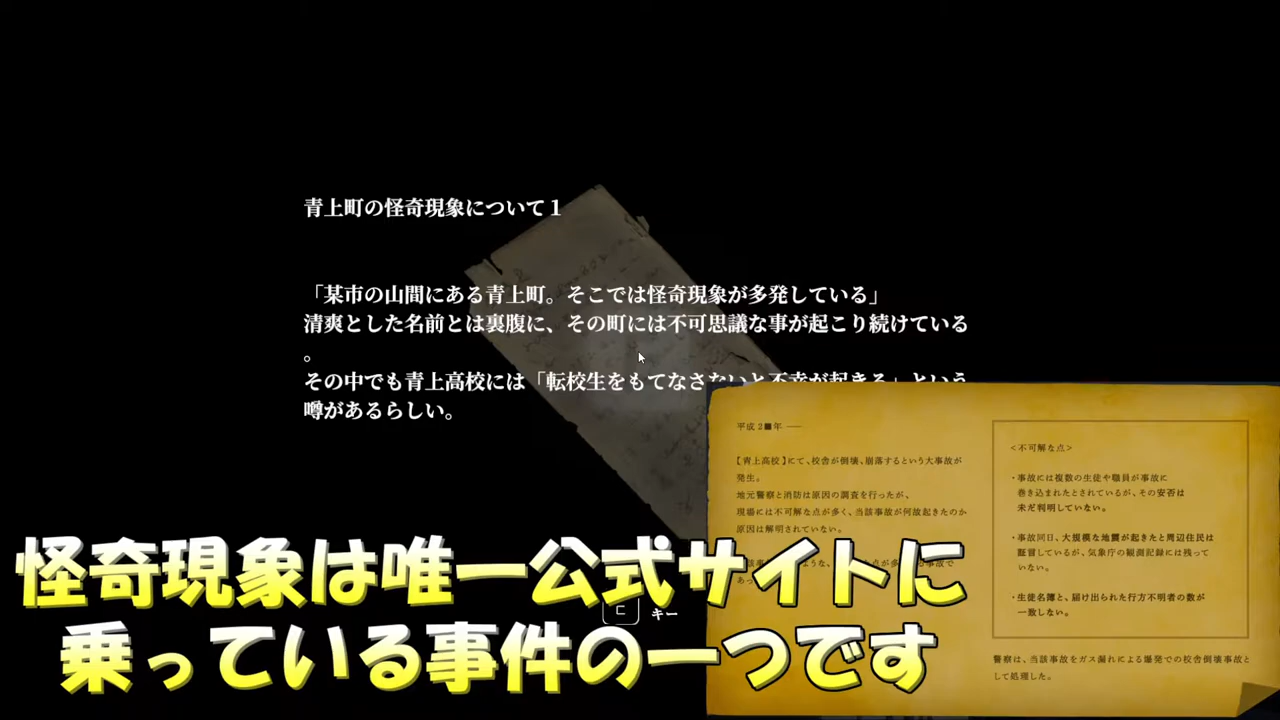 青上町の怪奇現象について１
「某市の山間にある青上町。そこでは怪奇現象が多発している」
清爽とした名前とは裏腹に、その町には不可思議な事が起こり続けている
。
その中でも青上高校には「転校生をもてなさないと不幸が起きる」という
噂があるらしい。
平成2■年 ──
【青上高校】にて、校舎が倒壊、崩落するという大事故が
発生。
地元警察と消防は原因の調査を行ったが、
現場には不可解な点が多く、当該事故が何故起きたのか
原因は解明されていない。
<不可解な点>
・事故には複数の生徒や職員が事故に
巻き込まれたとされているが、その安否は
未だ判明していない。
・事故同日、大規模な地震が起きたと周辺住民は
証言しているが、気象庁の観測記録には残って
いない。
・生徒名簿と、届け出られた行方不明者の数が
一致しない。
警察は、当該事故をガス漏れによる爆発での校舎倒壊事故と
して処理した。
怪奇現象は唯一公式サイトに
乗っている事件の一つです
キー